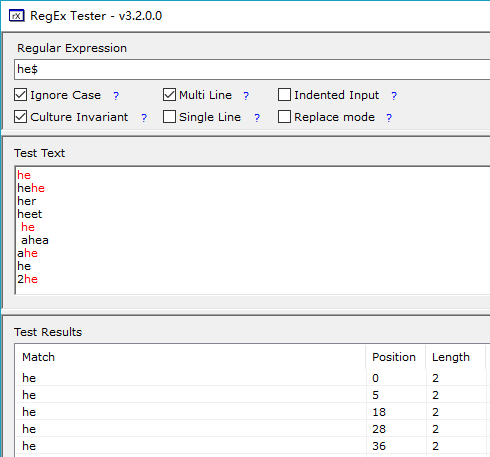 rX RegEx Tester - v3.2.0.0
Regular Expression
he$
Ignore Case ? Multi Line ? Indented Input ?
Culture Invariant ? Single Line ? Replace mode ?
Test Text
he
hehe
her
heet
he
ahea
ahe
he
2he
Test Results
Match Position Length
he 0 2
he 5 2
he 18 2
he 28 2
he 36 2